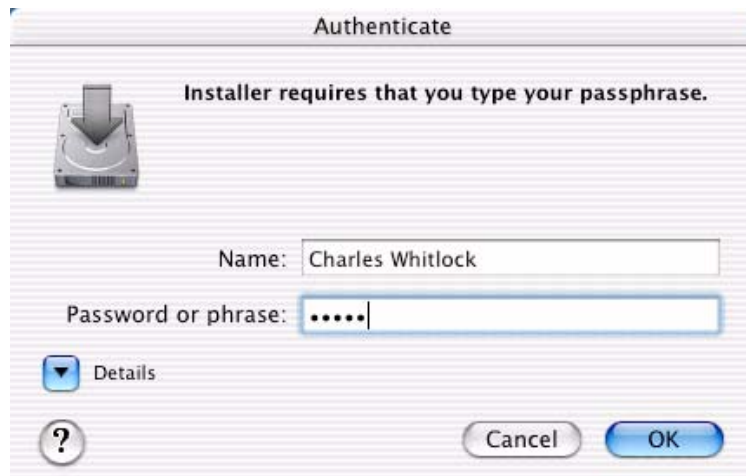 Authenticate
Installer requires that you type your passphrase.
Name: Charles Whitlock
Password or phrase: •••••
Details
?
Cancel OK